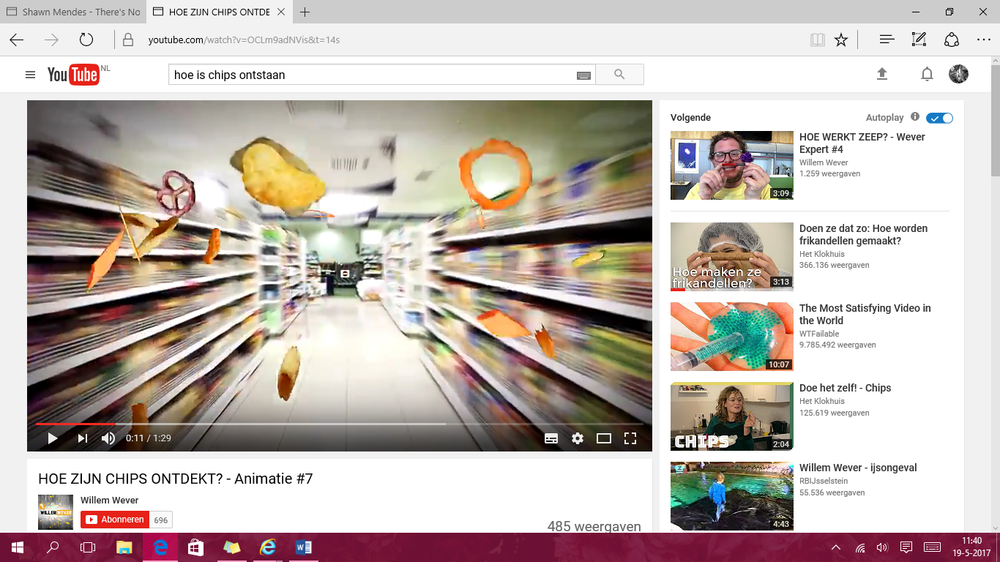 Shawn Mendes - There's No
HOE ZIJN CHIPS ONTDE
youtube.com/watch?v=OCLm9adNVis&t=14s
YouTube NL
hoe is chips ontstaan
Volgende
Autoplay
HOE WERKT ZEEP? - Wever
Expert #4
Willem Wever
1.259 weergaven
3:09
Doen ze dat zo: Hoe worden
frikandellen gemaakt?
Het Klokhuis
366.136 weergaven
Hoe maken ze
frikandellen?
3:13
The Most Satisfying Video in
the World
WTFailable
9.785.492 weergaven
10:07
Doe het zelf! - Chips
Het Klokhuis
125.619 weergaven
CHIPS
2:04
Willem Wever - ijsongeval
RBIJsselstein
55.536 weergaven
4:43
0:11 / 1:29
HOE ZIJN CHIPS ONTDEKT? - Animatie #7
WILLEM WEVER
Willem Wever
Abonneren 696
485 weergaven
11:40
19-5-2017